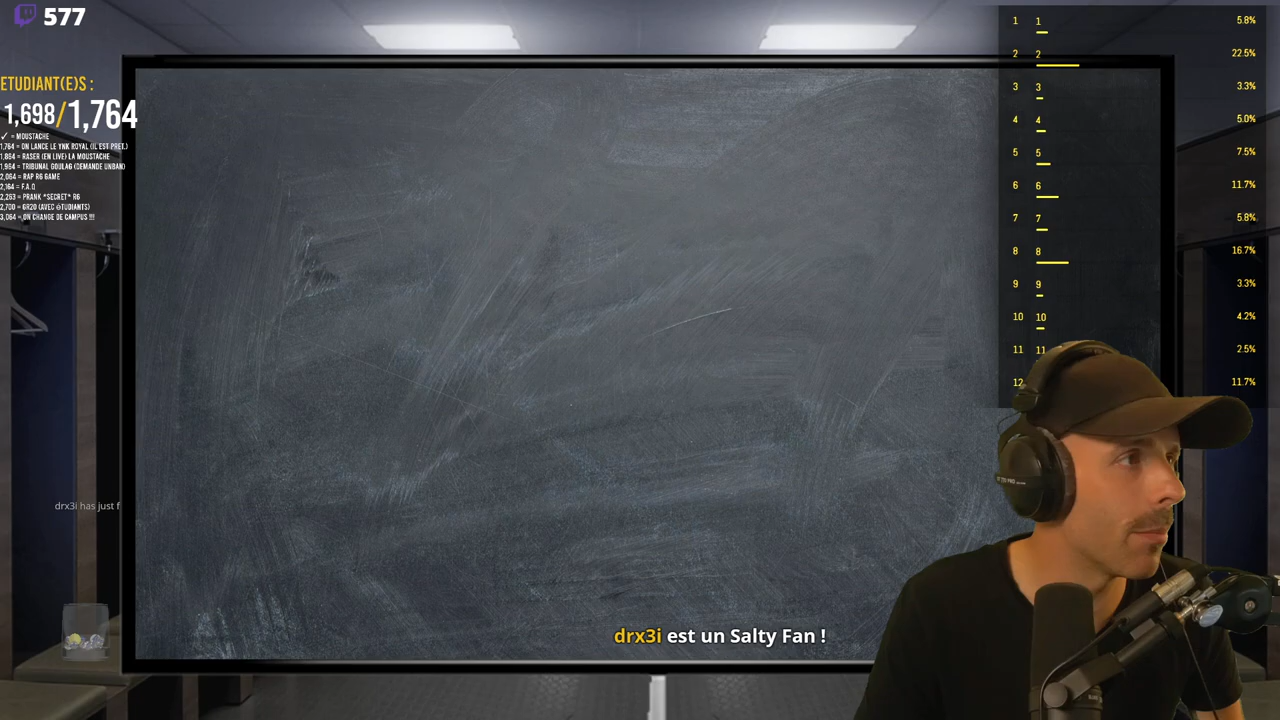 577
ETUDIANT(E)S :
1,698/1,764
✓ = MOUSTACHE
1,764 = ON LANCE LE YNK ROYAL (IL EST PRET.)
1,864 = RASER (EN LIVE) LA MOUSTACHE
1,964 = TRIBUNAL GOULAG (DEMANDE UNBAN)
2,064 = RAP R6 GAME
2,164 = F.A.Q
2,263 = PRANK *SECRET* R6
2,700 = GR20 (AVEC ÉTUDIANTS)
3,064 = ON CHANGE DE CAMPUS !!!
1 1 5.8%
2 2 22.5%
3 3 3.3%
4 4 5.0%
5 5 7.5%
6 6 11.7%
7 7 5.8%
8 8 16.7%
9 9 3.3%
10 10 4.2%
11 11 2.5%
12 11.7%
drx3i has just f
drx3i est un Salty Fan !